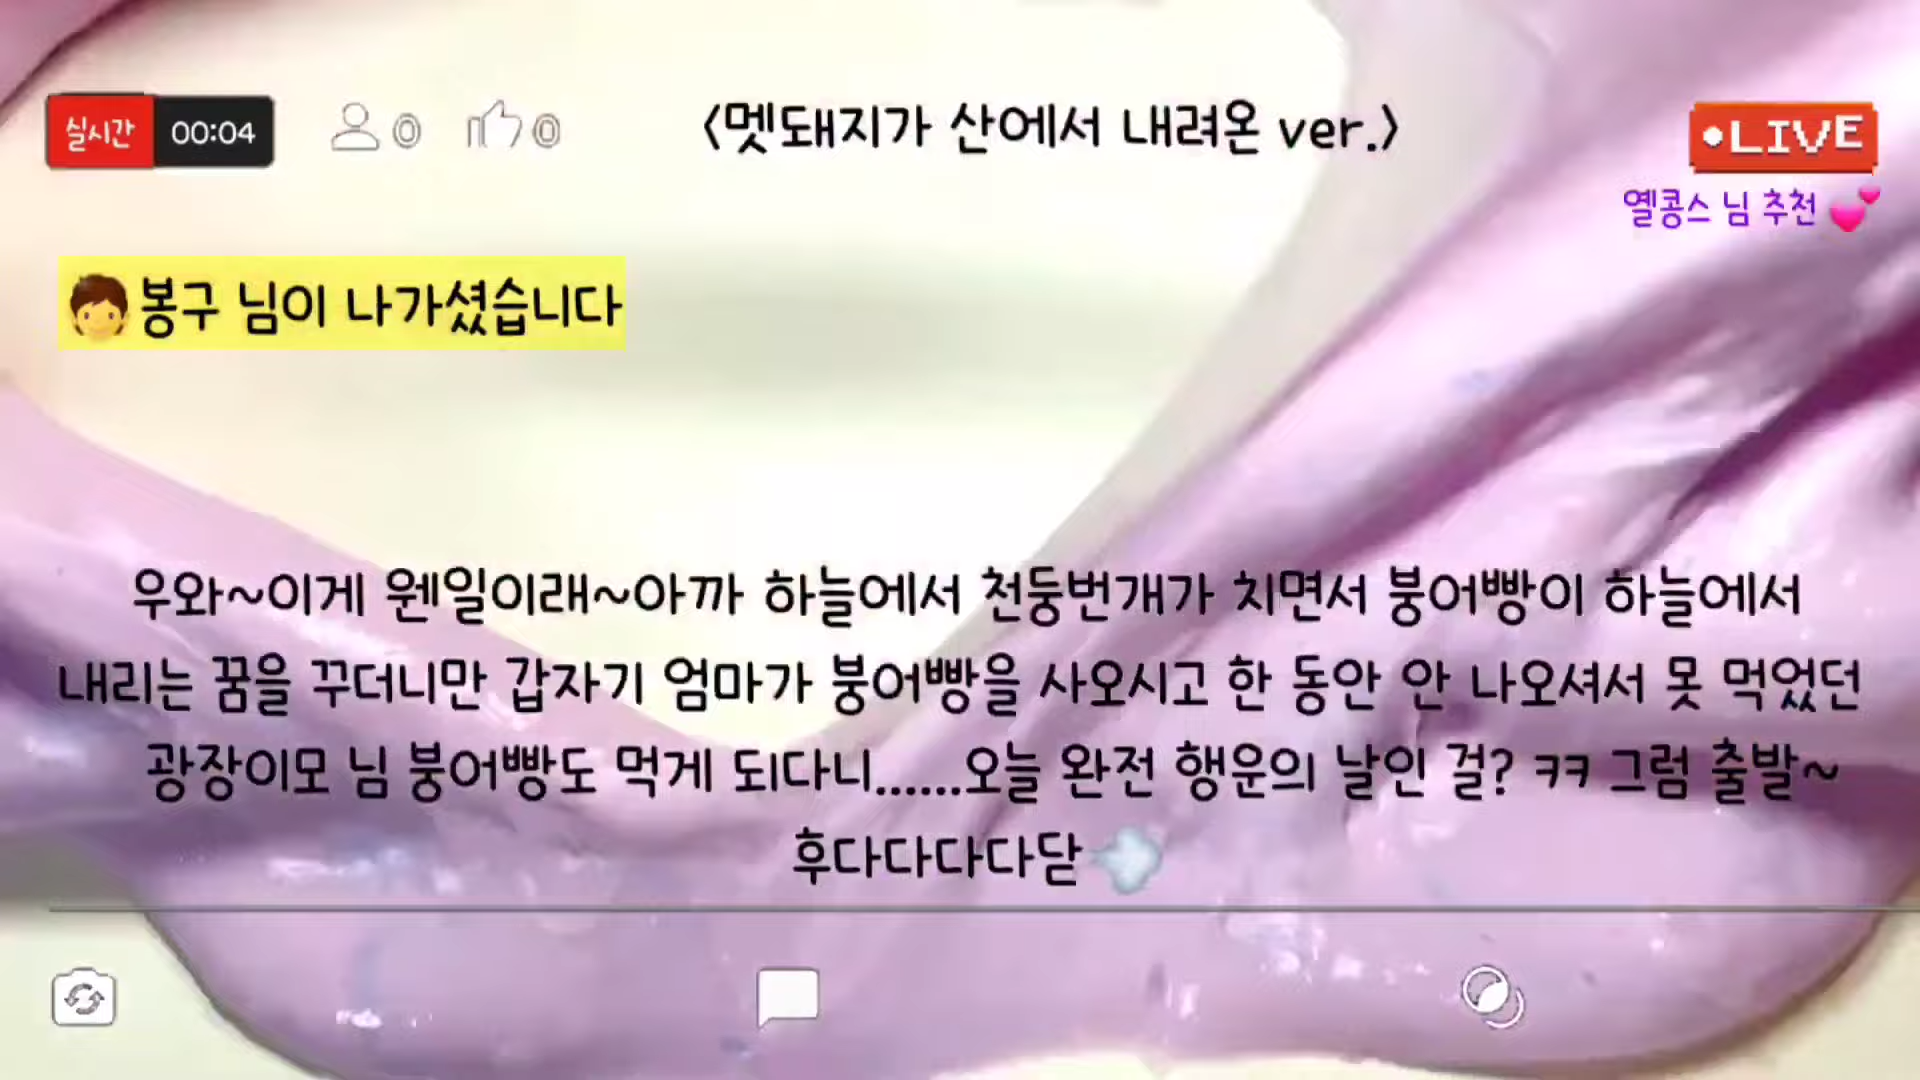 실시간 00:04 0 0 <멧돼지가 산에서 내려온 ver.> LIVE
옐콩스 님 추천
봉구 님이 나가셨습니다
우와~이게 웬일이래~아까 하늘에서 천둥번개가 치면서 붕어빵이 하늘에서
내리는 꿈을 꾸더니만 갑자기 엄마가 붕어빵을 사오시고 한 동안 안 나오셔서 못 먹었던
광장이모 님 붕어빵도 먹게 되다니......오늘 완전 행운의 날인 걸? ㅋㅋ 그럼 출발~
후다다다다닫